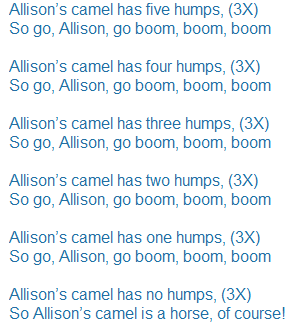 Allison's camel has five humps, (3X)
So go, Allison, go boom, boom, boom
Allison's camel has four humps, (3X)
So go, Allison, go boom, boom, boom
Allison's camel has three humps, (3X)
So go, Allison, go boom, boom, boom
Allison's camel has two humps, (3X)
So go, Allison, go boom, boom, boom
Allison's camel has one humps, (3X)
So go, Allison, go boom, boom, boom
Allison's camel has no humps, (3X)
So Allison's camel is a horse, of course!